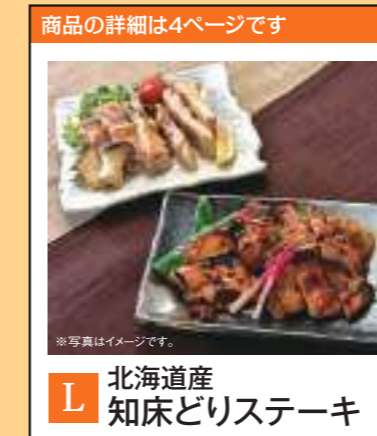 商品の詳細は4ページです
※写真はイメージです。
L
北海道産
知床どりステーキ